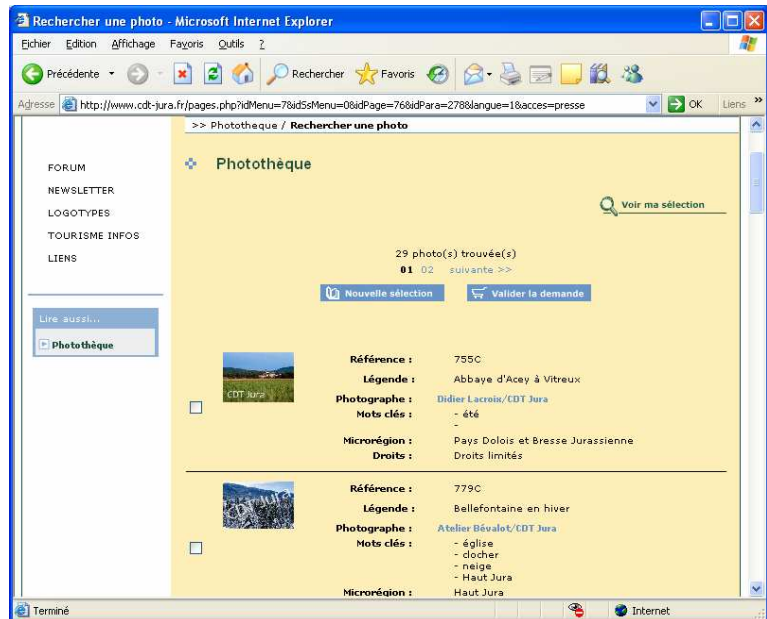 Rechercher une photo - Microsoft Internet Explorer
Fichier Edition Affichage Favoris Outils ?
Précédente Rechercher Favoris
Adresse http://www.cdt-jura.fr/pages.php?idMenu=7&idSsMenu=0&idPage=76&idPara=278&langue=1&acces=presse OK Liens »
>> Phototheque / Rechercher une photo
FORUM
NEWSLETTER
LOGOTYPES
TOURISME INFOS
LIENS
Lire aussi...
Photothèque
Photothèque
Voir ma sélection
29 photo(s) trouvée(s)
01 02 suivante >>
Nouvelle sélection Valider la demande
CDT Jura
Référence : 755C
Légende : Abbaye d'Acey à Vitreux
Photographe : Didier Lacroix/CDT Jura
Mots clés : - été
-
Microrégion : Pays Dolois et Bresse Jurassienne
Droits : Droits limités
CDT Jura
Référence : 779C
Légende : Bellefontaine en hiver
Photographe : Atelier Bévalot/CDT Jura
Mots clés : - église
- clocher
- neige
- Haut Jura
Microrégion : Haut Jura
Terminé Internet